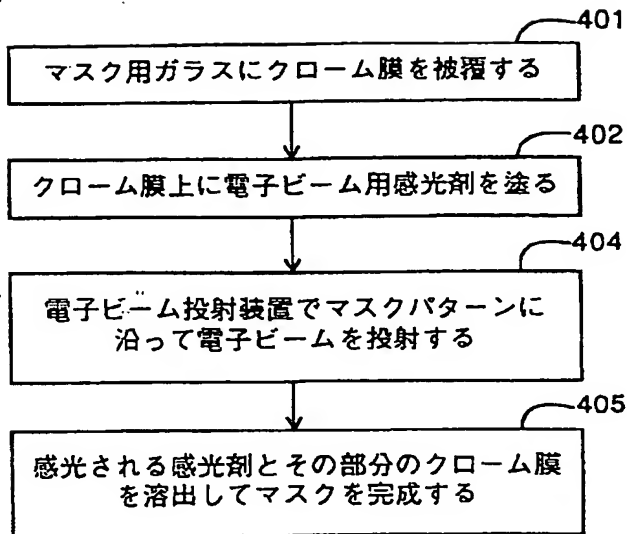 401
マスク用ガラスにクローム膜を被覆する
402
クローム膜上に電子ビーム用感光剤を塗る
404
電子ビーム投射装置でマスクパターンに
沿って電子ビームを投射する
405
感光される感光剤とその部分のクローム膜
を溶出してマスクを完成する